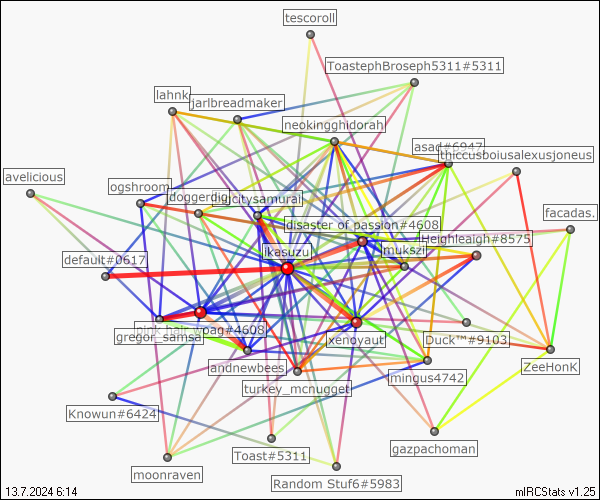 tescoroll
ToastephBroseph5311#5311
lahnk
jarlbreadmaker
neokingghidorah
asad#6947
thiccusboiusalexusjoneus
avelicious
ogshroom
doggerdig
citysamurai
facadas.
disaster of passion#4608
Heighleaigh#8575
ikasuzu
mukszi
default#0617
pink hair voag#4608
gregor_samsa
xenoyaut
Duck™#9103
andnewbees
ZeeHonK
mingus4742
turkey_mcnugget
Knowun#6424
gazpachoman
Toast#5311
moonraven
Random Stuf6#5983
13.7.2024 6:14
mIRCStats v1.25